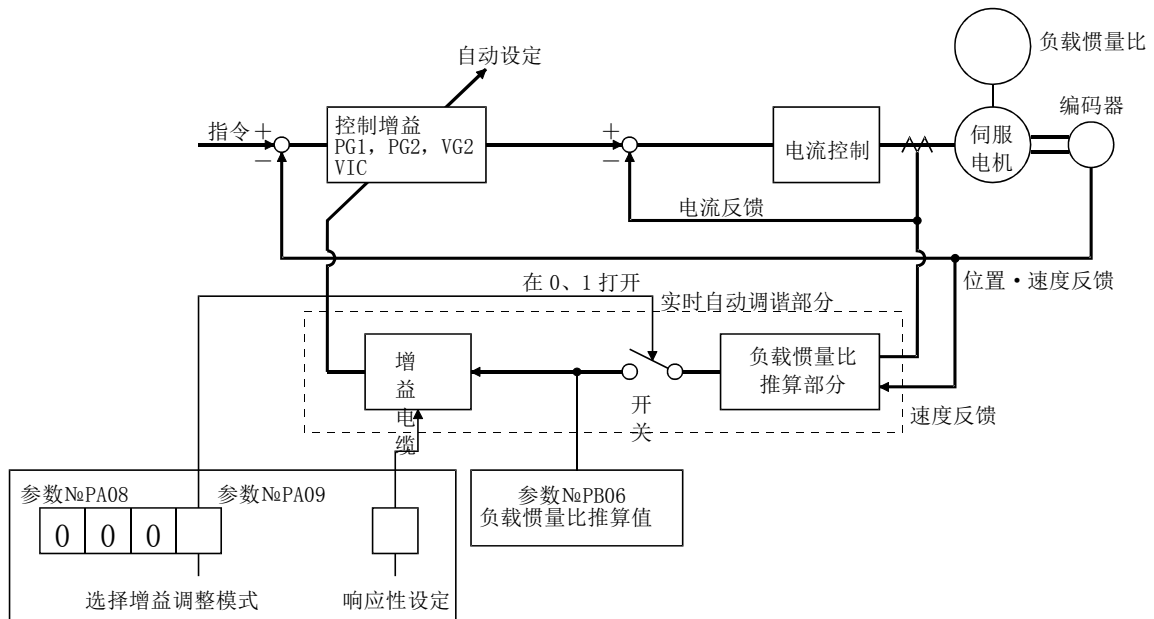 自动设定
负载惯量比
编码器
指令
+
−
控制增益
PG1，PG2，VG2
VIC
+
−
电流控制
伺服
电机
电流反馈
位置·速度反馈
在 0、1 打开
实时自动调谐部分
增
益
电
缆
开
关
负载惯量比
推算部分
速度反馈
参数№PA08
参数№PA09
0 0 0
选择增益调整模式
响应性设定
参数№PB06
负载惯量比推算值